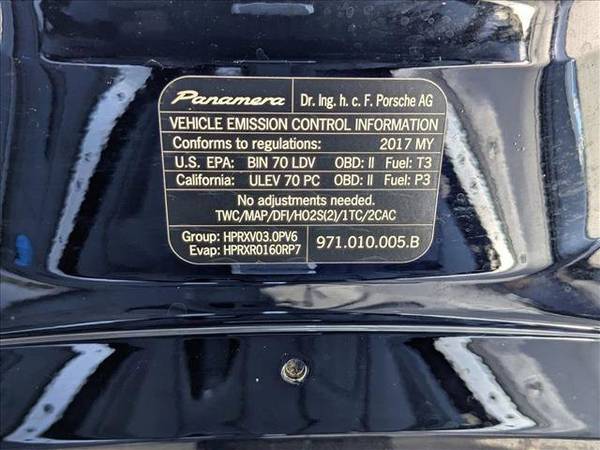 Panamera Dr. Ing. h. c. F. Porsche AG
VEHICLE EMISSION CONTROL INFORMATION
Conforms to regulations: 2017 MY
U.S. EPA: BIN 70 LDV OBD: II Fuel: T3
California: ULEV 70 PC OBD: II Fuel: P3
No adjustments needed.
TWC/MAP/DFI/HO2S(2)/1TC/2CAC
Group: HPRXV03.0PV6
Evap: HPRXR0160RP7
971.010.005.B